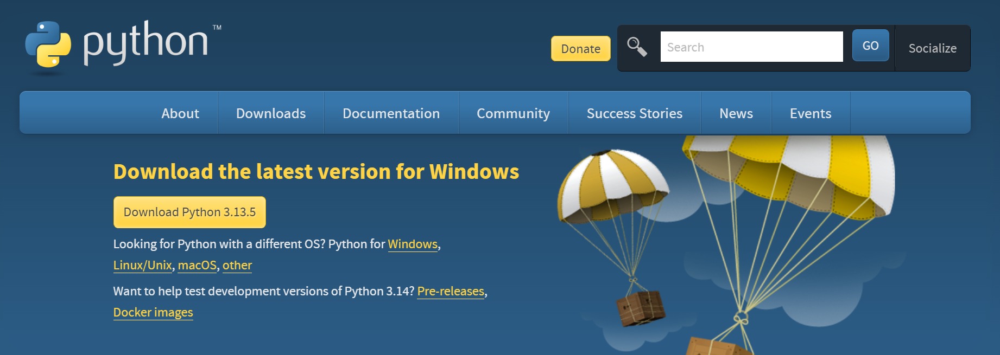 python™
Donate
Search
GO
Socialize
About
Downloads
Documentation
Community
Success Stories
News
Events
Download the latest version for Windows
Download Python 3.13.5
Looking for Python with a different OS? Python for Windows,
Linux/Unix, macOS, other
Want to help test development versions of Python 3.14? Pre-releases,
Docker images